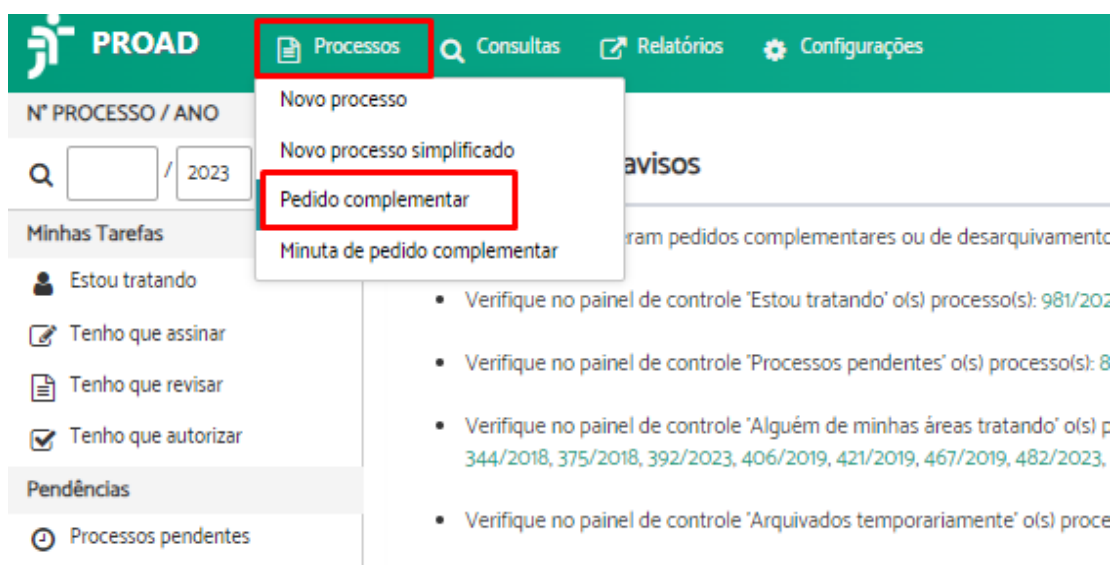 PROAD
Processos Consultas Relatórios Configurações
N° PROCESSO / ANO
/ 2023
Minhas Tarefas
Estou tratando
Tenho que assinar
Tenho que revisar
Tenho que autorizar
Pendências
Processos pendentes
Novo processo
Novo processo simplificado
Pedido complementar
Minuta de pedido complementar
avisos
pedidos complementares ou de desarquivamento
• Verifique no painel de controle "Estou tratando" o(s) processo(s): 981/202
• Verifique no painel de controle "Processos pendentes" o(s) processo(s): 8
• Verifique no painel de controle "Alguém de minhas áreas tratando" o(s) p
344/2018, 375/2018, 392/2023, 406/2019, 421/2019, 467/2019, 482/2023,
• Verifique no painel de controle "Arquivados temporariamente" o(s) proce